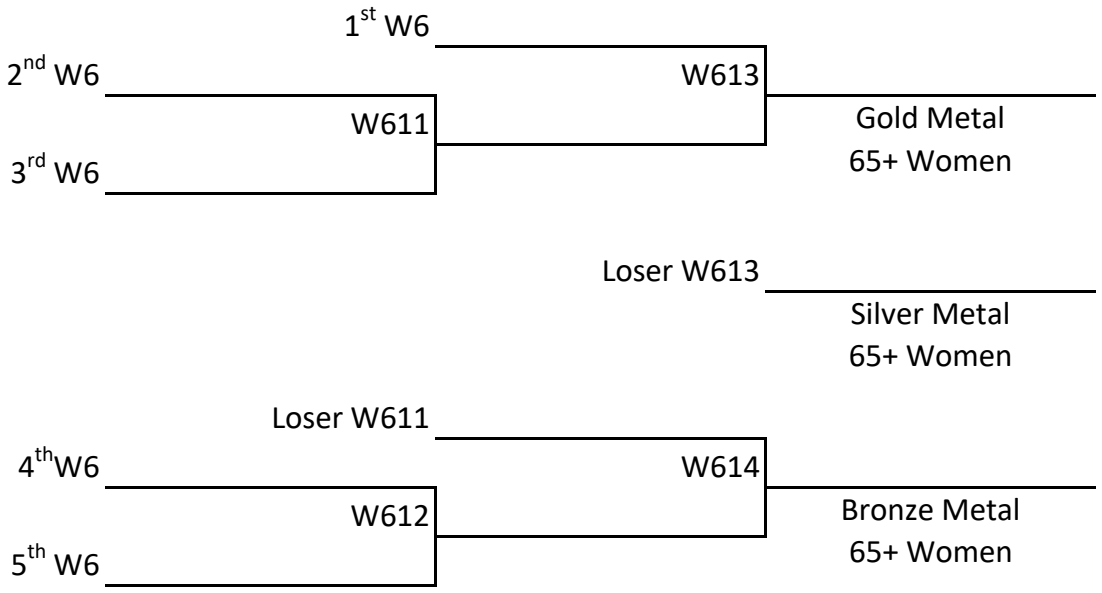 1st W6
2nd W6
W613
W611
Gold Metal
3rd W6
65+ Women
Loser W613
Silver Metal
65+ Women
Loser W611
4thW6
W614
W612
Bronze Metal
5th W6
65+ Women